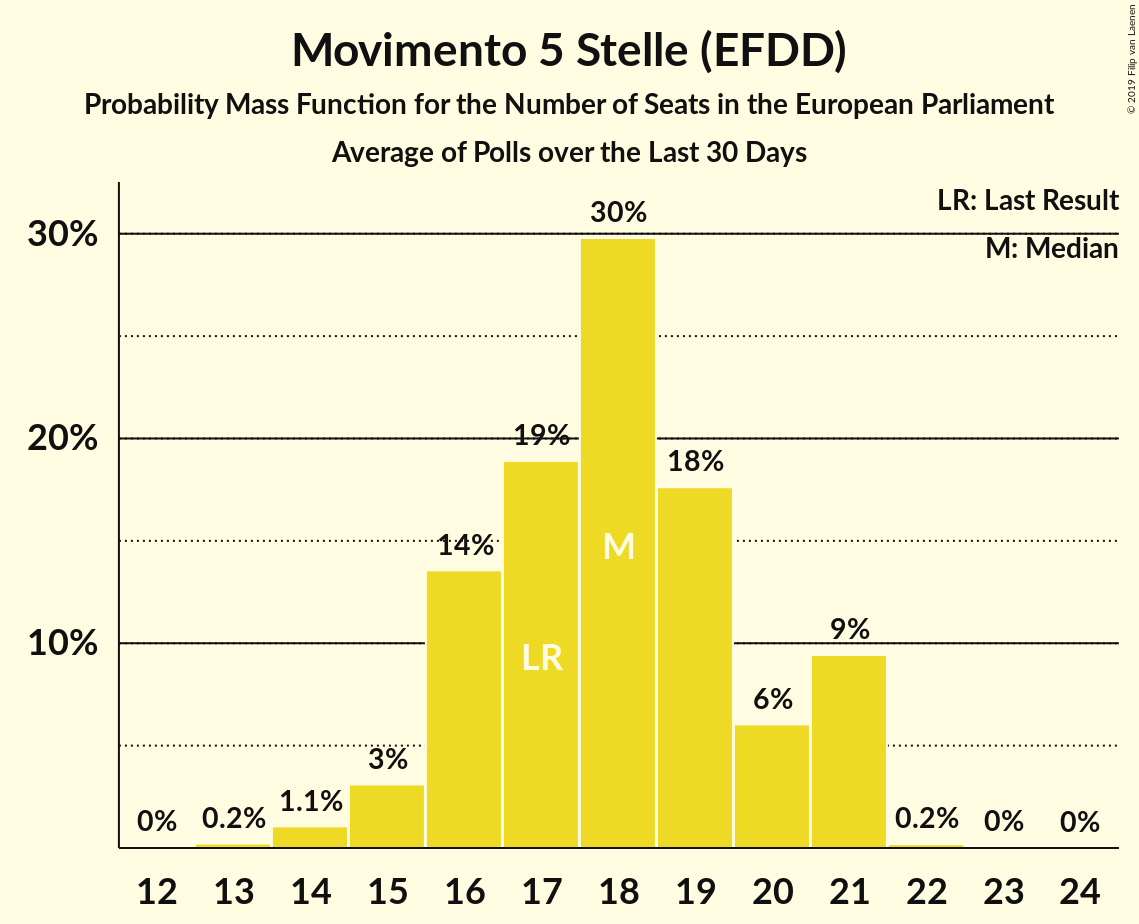 Movimento 5 Stelle (EFDD)
Probability Mass Function for the Number of Seats in the European Parliament
Average of Polls over the Last 30 Days
© 2019 Filip van Laenen
LR: Last Result
M: Median
30%
20%
10%
0%
0.2%
1.1%
3%
14%
19%
30%
18%
6%
9%
0.2%
0%
0%
LR
M
12 13 14 15 16 17 18 19 20 21 22 23 24